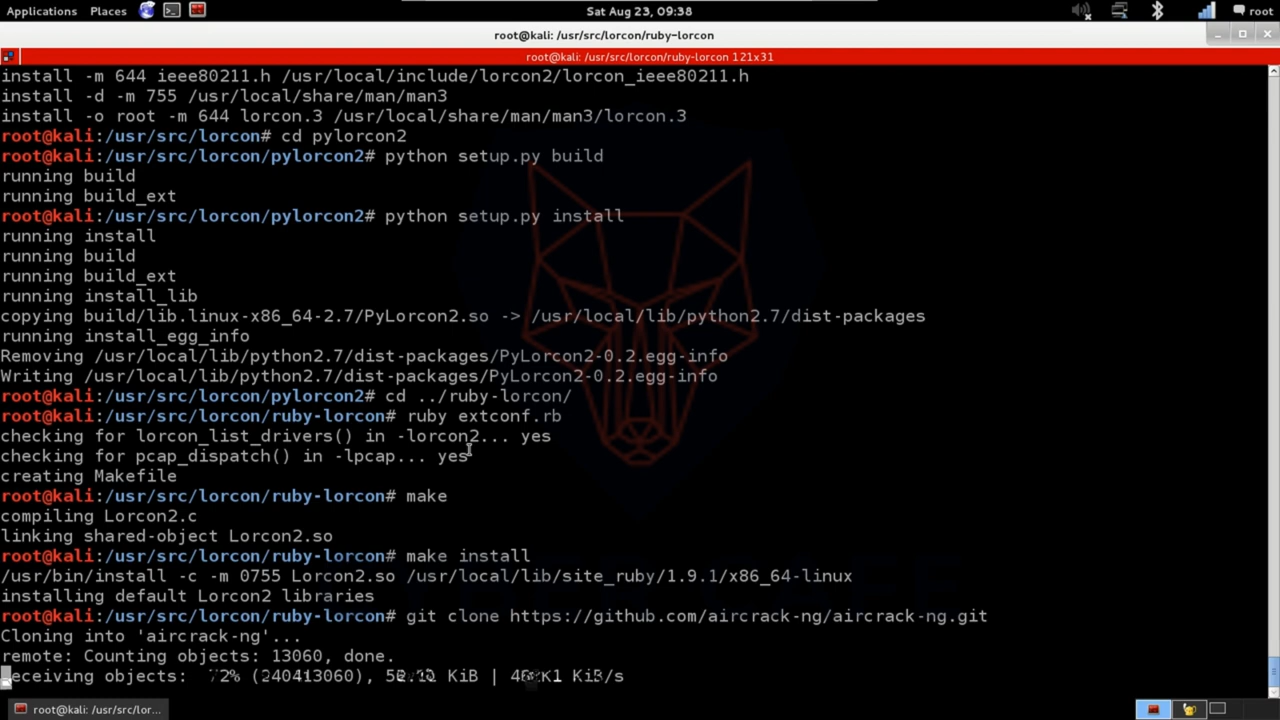 Applications Places Sat Aug 23, 09:38 root
root@kali: /usr/src/lorcon/ruby-lorcon
root@kali: /usr/src/lorcon/ruby-lorcon 121x31
install -m 644 ieee80211.h /usr/local/include/lorcon2/lorcon_ieee80211.h
install -d -m 755 /usr/local/share/man/man3
install -o root -m 644 lorcon.3 /usr/local/share/man/man3/lorcon.3
root@kali:/usr/src/lorcon# cd pylorcon2
root@kali:/usr/src/lorcon/pylorcon2# python setup.py build
running build
running build_ext
root@kali:/usr/src/lorcon/pylorcon2# python setup.py install
running install
running build
running build_ext
running install_lib
copying build/lib.linux-x86_64-2.7/PyLorcon2.so -> /usr/local/lib/python2.7/dist-packages
running install_egg_info
Removing /usr/local/lib/python2.7/dist-packages/PyLorcon2-0.2.egg-info
Writing /usr/local/lib/python2.7/dist-packages/PyLorcon2-0.2.egg-info
root@kali:/usr/src/lorcon/pylorcon2# cd ../ruby-lorcon/
root@kali:/usr/src/lorcon/ruby-lorcon# ruby extconf.rb
checking for lorcon_list_drivers() in -lorcon2... yes
checking for pcap_dispatch() in -lpcap... yes
creating Makefile
root@kali:/usr/src/lorcon/ruby-lorcon# make
compiling Lorcon2.c
linking shared-object Lorcon2.so
root@kali:/usr/src/lorcon/ruby-lorcon# make install
/usr/bin/install -c -m 0755 Lorcon2.so /usr/local/lib/site_ruby/1.9.1/x86_64-linux
installing default Lorcon2 libraries
root@kali:/usr/src/lorcon/ruby-lorcon# git clone https://github.com/aircrack-ng/aircrack-ng.git
Cloning into 'aircrack-ng'...
remote: Counting objects: 13060, done.
eceiving objects: KiB | KiB/s
root@kali: /usr/src/lor...